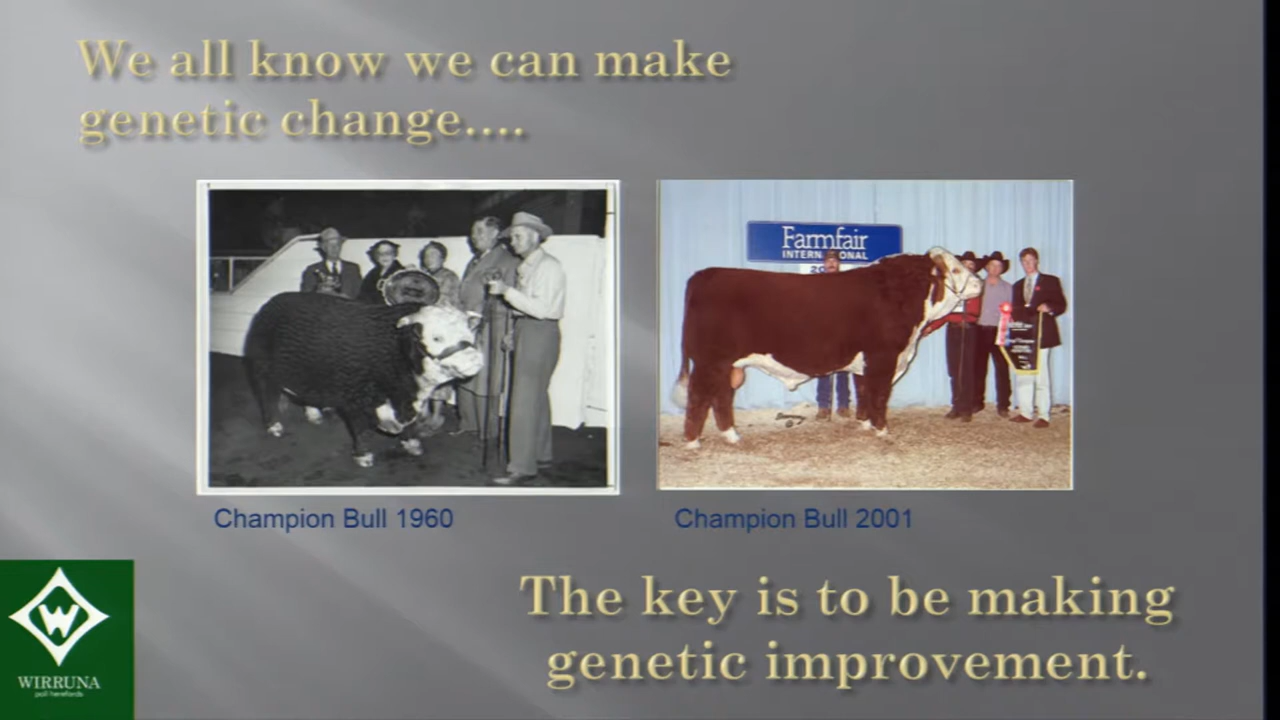 We all know we can make
genetic change....
Farmfair
INTERNATIONAL
Champion Bull 1960
Champion Bull 2001
The key is to be making
genetic improvement.
W
WIRRUNA
poll herefords